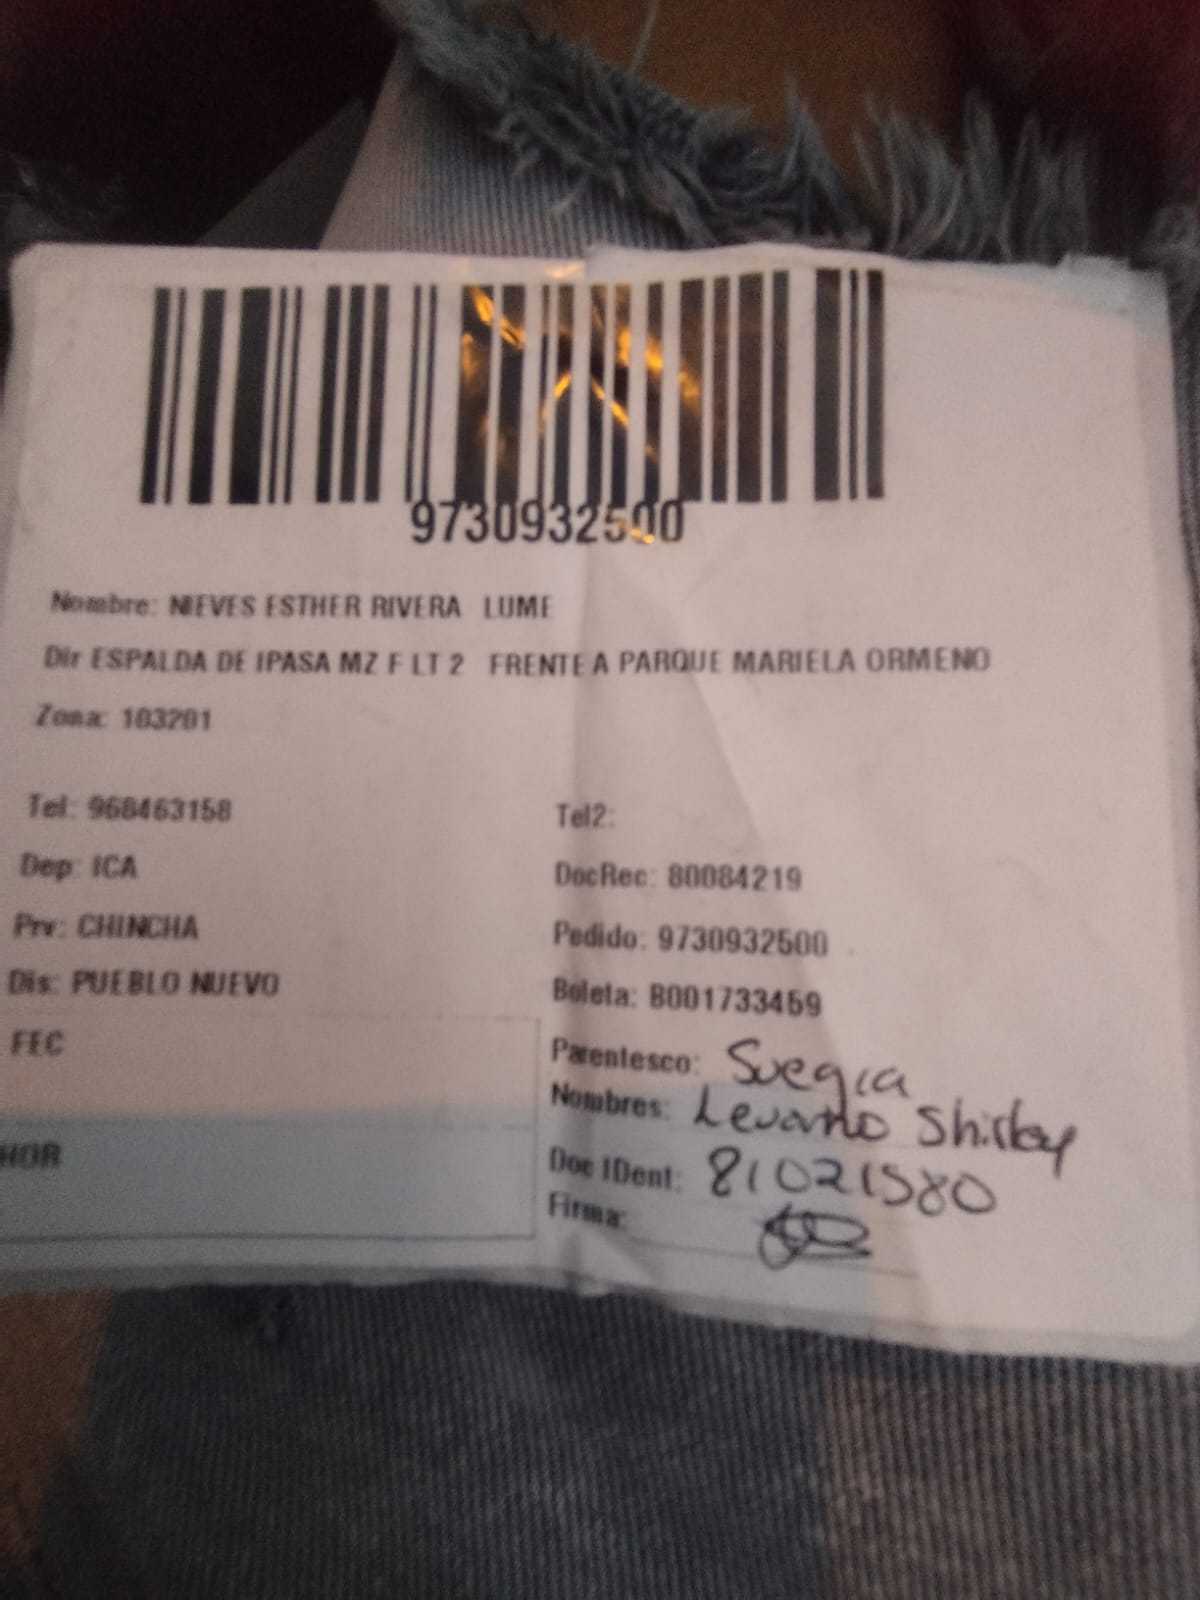 9730932500
Nombre: NIEVES ESTHER RIVERA LUME
Dir ESPALDA DE IPASA MZ F LT 2 FRENTE A PARQUE MARIELA ORMENO
Zona: 103201
Tel: 968463158
Tel2:
Dep: ICA
DocRec: 80084219
Prv: CHINCHA
Pedido: 9730932500
Dis: PUEBLO NUEVO
Boleta: B001733459
FEC
Parentesco: Suegra
Nombres: Levano Shirley
HOR
Doc IDent: 81021580
Firma: